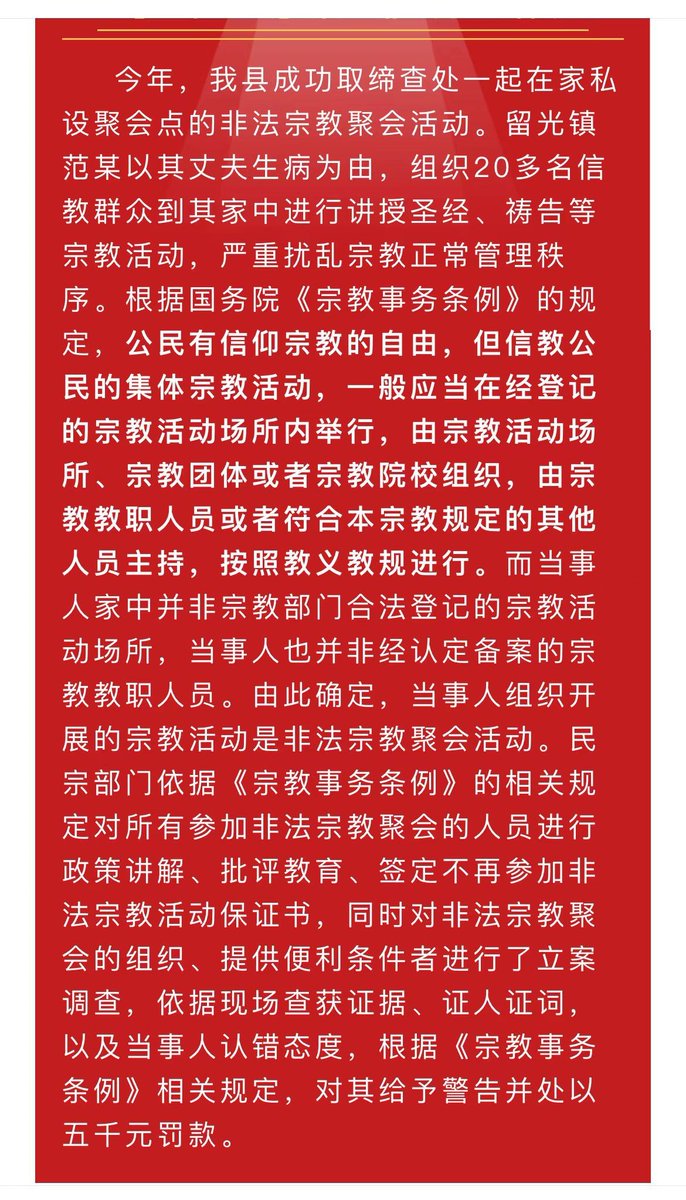 今年，我县成功取缔查处一起在家私
设聚会点的非法宗教聚会活动。留光镇
范某以其丈夫生病为由，组织20多名信
教群众到其家中进行讲授圣经、祷告等
宗教活动，严重扰乱宗教正常管理秩
序。根据国务院《宗教事务条例》的规
定，公民有信仰宗教的自由，但信教公
民的集体宗教活动，一般应当在经登记
的宗教活动场所内举行，由宗教活动场
所、宗教团体或者宗教院校组织，由宗
教教职人员或者符合本宗教规定的其他
人员主持，按照教义教规进行。而当事
人家中并非宗教部门合法登记的宗教活
动场所，当事人也并非经认定备案的宗
教教职人员。由此确定，当事人组织开
展的宗教活动是非法宗教聚会活动。民
宗部门依据《宗教事务条例》的相关规
定对所有参加非法宗教聚会的人员进行
政策讲解、批评教育、签定不再参加非
法宗教活动保证书，同时对非法宗教聚
会的组织、提供便利条件者进行了立案
调查，依据现场查获证据、证人证词，
以及当事人认错态度，根据《宗教事务
条例》相关规定，对其给予警告并处以
五千元罚款。